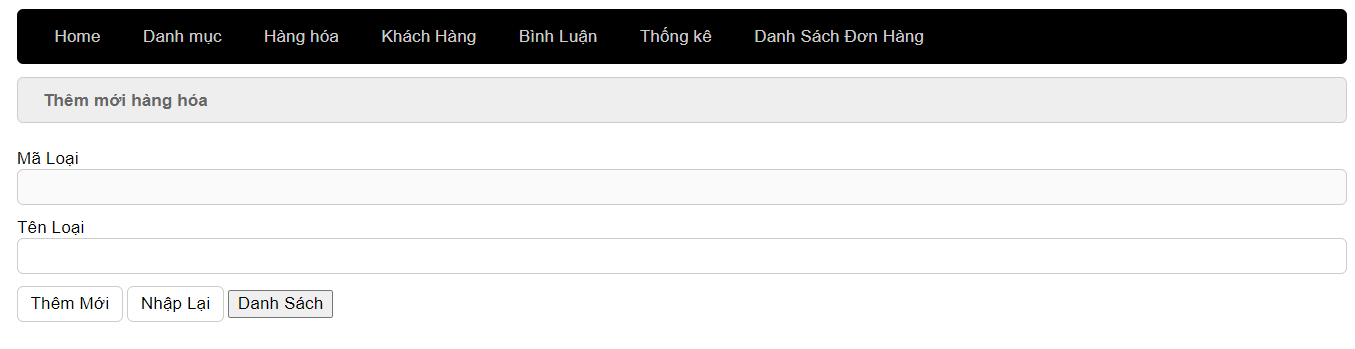 Home Danh mục Hàng hóa Khách Hàng Bình Luận Thống kê Danh Sách Đơn Hàng
Thêm mới hàng hóa
Mã Loại
Tên Loại
Thêm Mới Nhập Lại Danh Sách